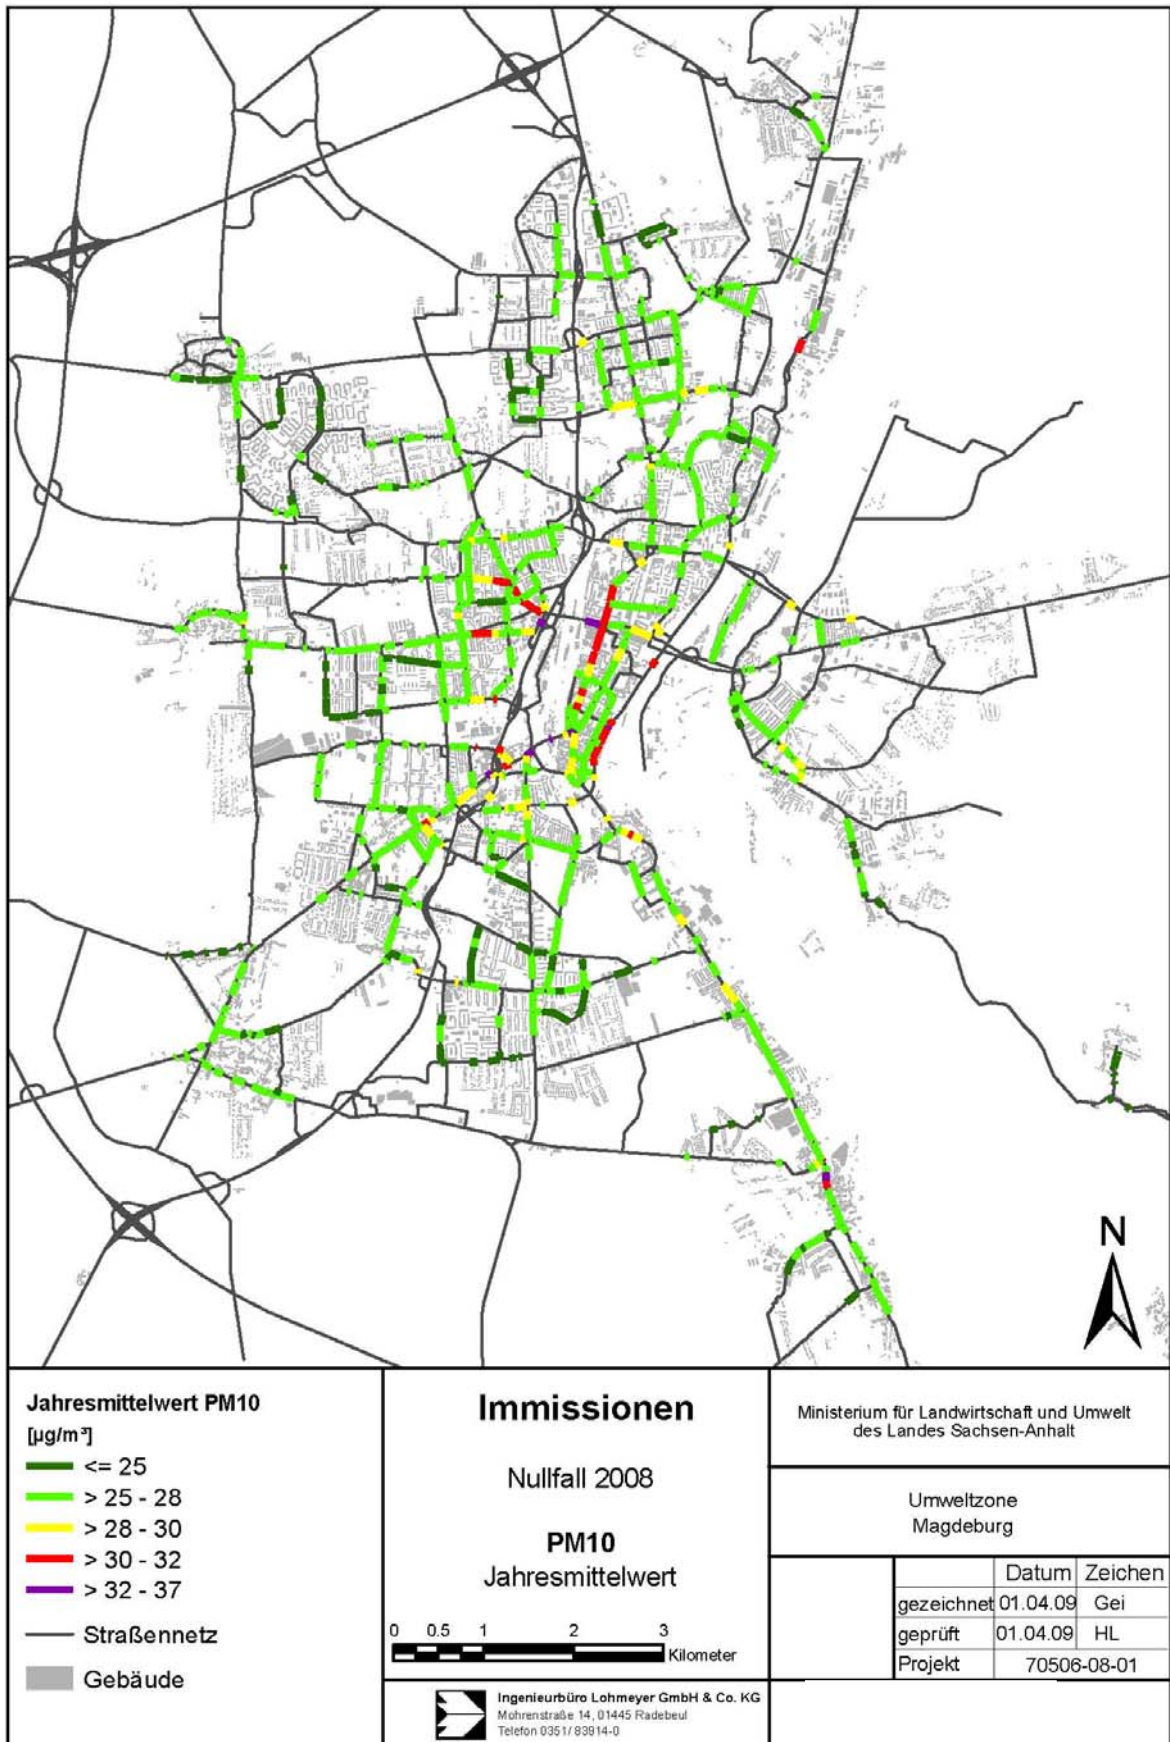 N
Jahresmittelwert PM10
[µg/m³]
<= 25
> 25 - 28
> 28 - 30
> 30 - 32
> 32 - 37
Straßennetz
Gebäude
Immissionen
Nullfall 2008
PM10
Jahresmittelwert
0 0.5 1 2 3
Kilometer
Ingenieurbüro Lohmeyer GmbH & Co. KG
Mohrenstraße 14, 01445 Radebeul
Telefon 0351/ 83914-0
Ministerium für Landwirtschaft und Umwelt
des Landes Sachsen-Anhalt
Umweltzone
Magdeburg
Datum Zeichen
gezeichnet 01.04.09 Gei
geprüft 01.04.09 HL
Projekt 70506-08-01